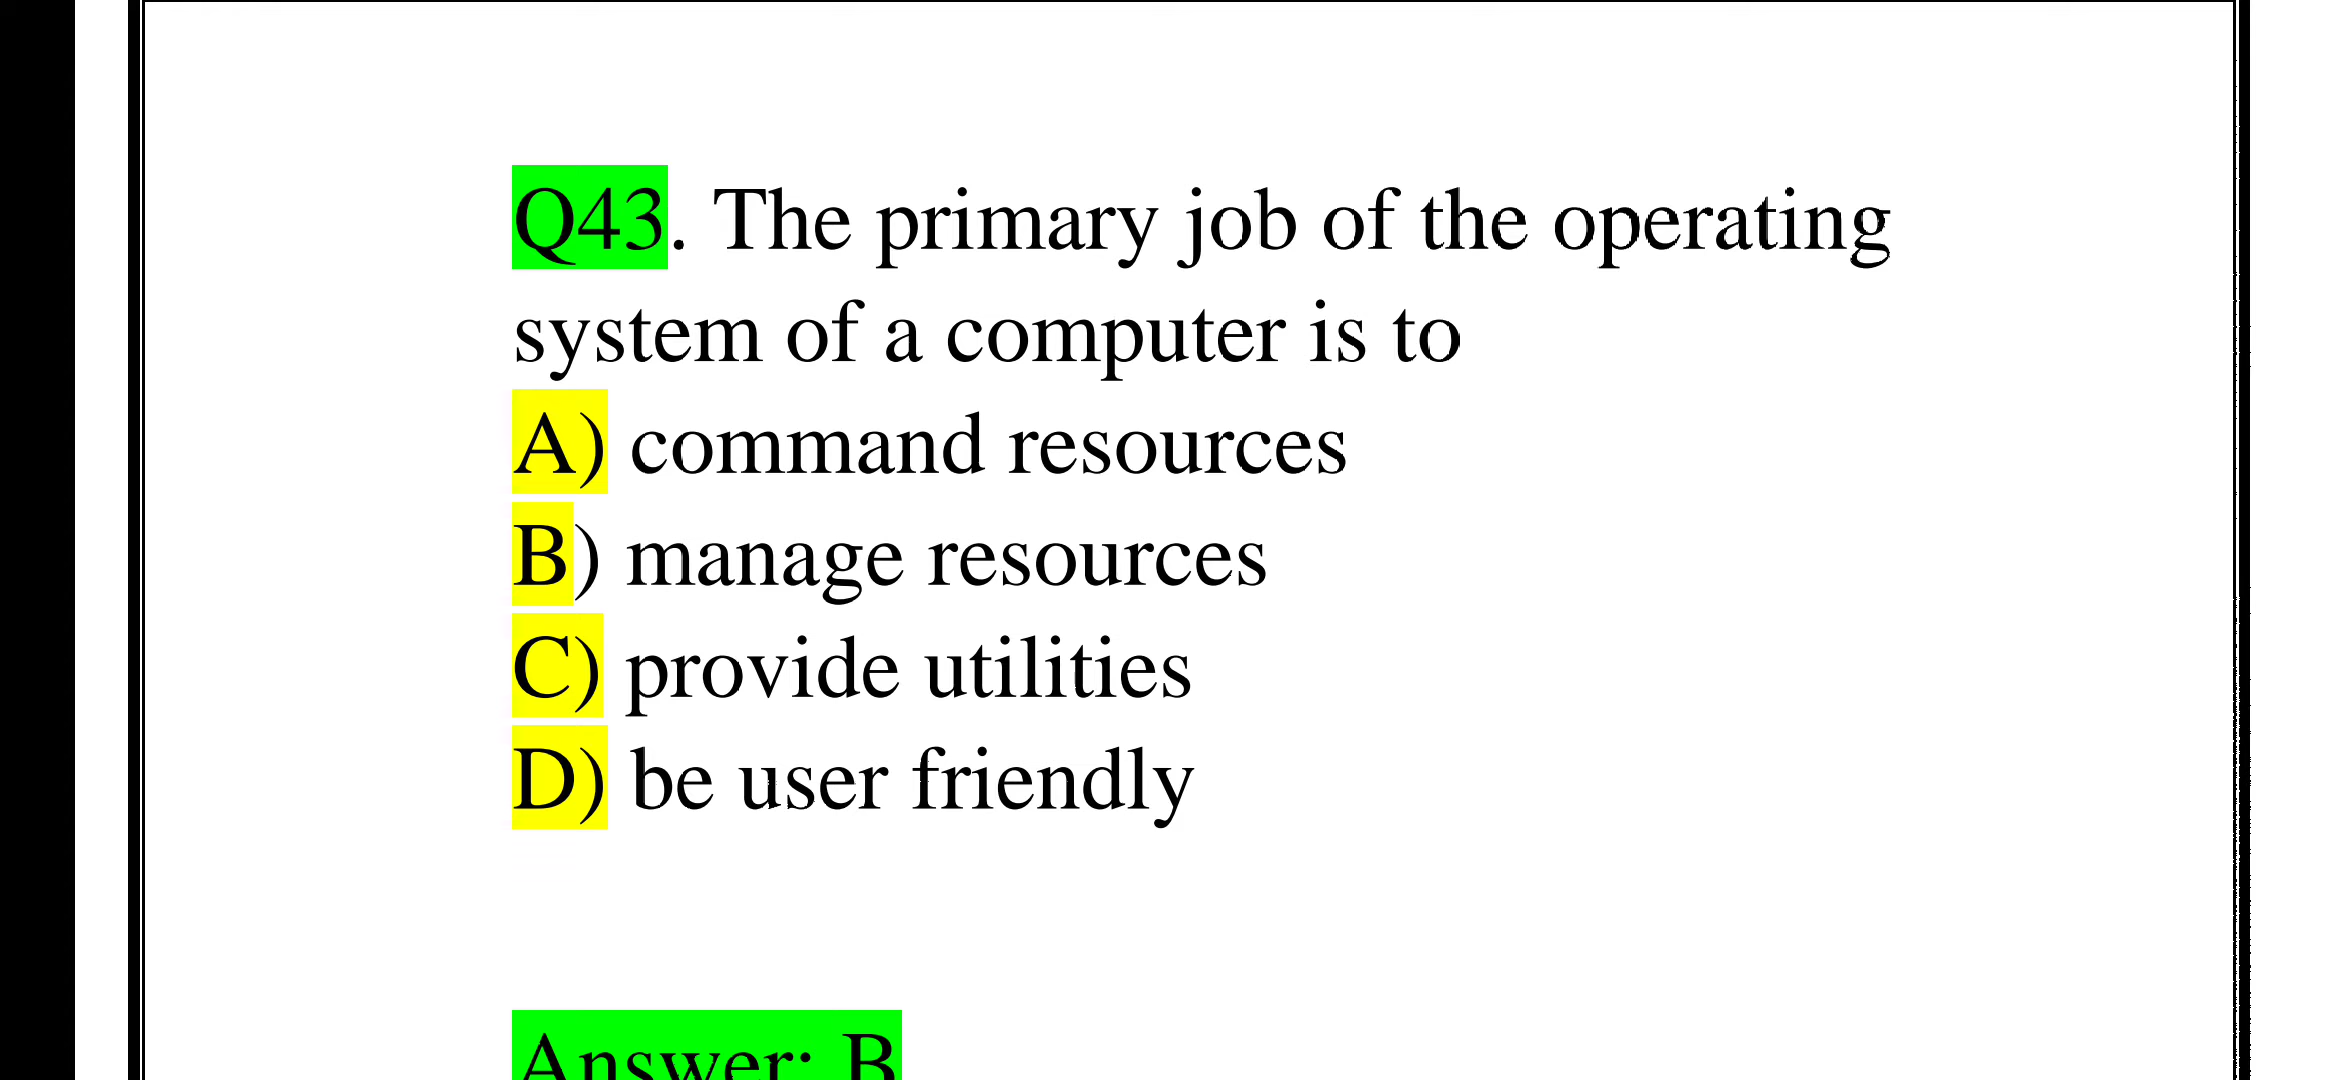 Q43. The primary job of the operating
system of a computer is to
A) command resources
B) manage resources
C) provide utilities
D) be user friendly
Answer: B